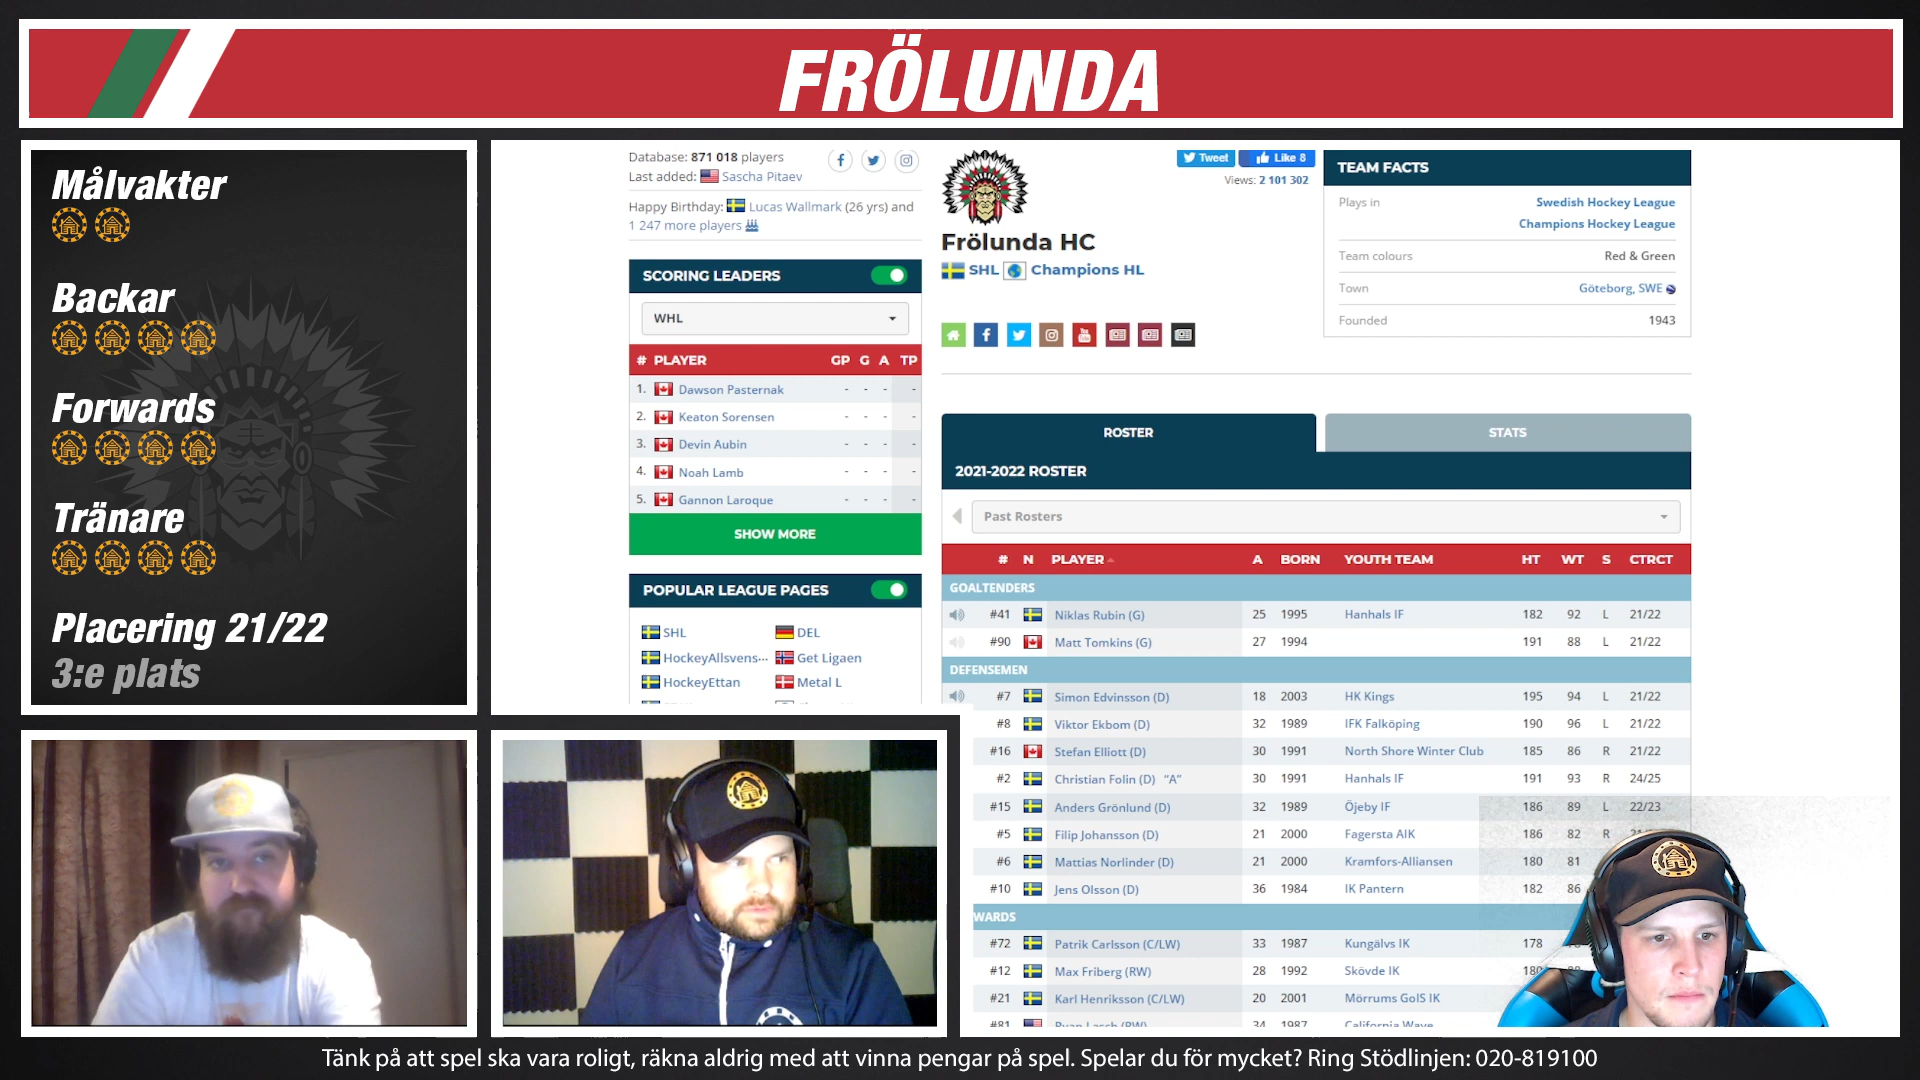 FRÖLUNDA
Målvakter
Backar
Forwards
Tränare
Placering 21/22
3:e plats
Database: 871 018 players
Last added: Sascha Pitaev
Happy Birthday: Lucas Wallmark (26 yrs) and
1 247 more players
SCORING LEADERS
WHL
# PLAYER GP G A TP
1. Dawson Pasternak - - - -
2. Keaton Sorensen - - - -
3. Devin Aubin - - - -
4. Noah Lamb - - - -
5. Gannon Laroque - - - -
SHOW MORE
POPULAR LEAGUE PAGES
SHL DEL
HockeyAllsvens... Get Ligaen
HockeyEttan Metal L
Frölunda HC
SHL Champions HL
Tweet Like 8
Views: 2 101 302
TEAM FACTS
Plays in Swedish Hockey League
Champions Hockey League
Team colours Red & Green
Town Göteborg, SWE
Founded 1943
ROSTER STATS
2021-2022 ROSTER
Past Rosters
# N PLAYER A BORN YOUTH TEAM HT WT S CTRCT
GOALTENDERS
#41 Niklas Rubin (G) 25 1995 Hanhals IF 182 92 L 21/22
#90 Matt Tomkins (G) 27 1994 191 88 L 21/22
DEFENSEMEN
#7 Simon Edvinsson (D) 18 2003 HK Kings 195 94 L 21/22
#8 Viktor Ekbom (D) 32 1989 IFK Falköping 190 96 L 21/22
#16 Stefan Elliott (D) 30 1991 North Shore Winter Club 185 86 R 21/22
#2 Christian Folin (D) "A" 30 1991 Hanhals IF 191 93 R 24/25
#15 Anders Grönlund (D) 32 1989 Öjeby IF 186 89 L 22/23
#5 Filip Johansson (D) 21 2000 Fagersta AIK 186 82 R
#6 Mattias Norlinder (D) 21 2000 Kramfors-Alliansen 180 81
#10 Jens Olsson (D) 36 1984 IK Pantern 182 86
WARDS
#72 Patrik Carlsson (C/LW) 33 1987 Kungälvs IK 178
#12 Max Friberg (RW) 28 1992 Skövde IK 180
#21 Karl Henriksson (C/LW) 20 2001 Mörrums GoIS IK
#81 Ryan Lasch (RW) 34 1987 California Wave
Tänk på att spel ska vara roligt, räkna aldrig med att vinna pengar på spel. Spelar du för mycket? Ring Stödlinjen: 020-819100